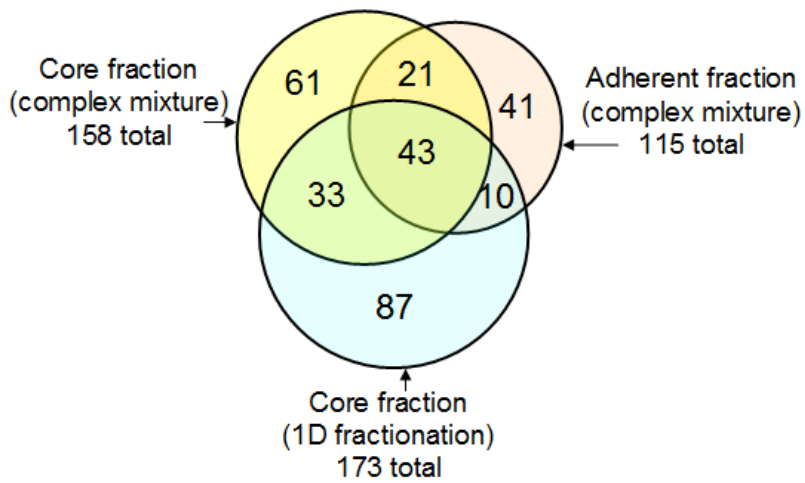 Core fraction
(complex mixture)
158 total
61
21
41
Adherent fraction
(complex mixture)
115 total
43
33
10
87
Core fraction
(1D fractionation)
173 total